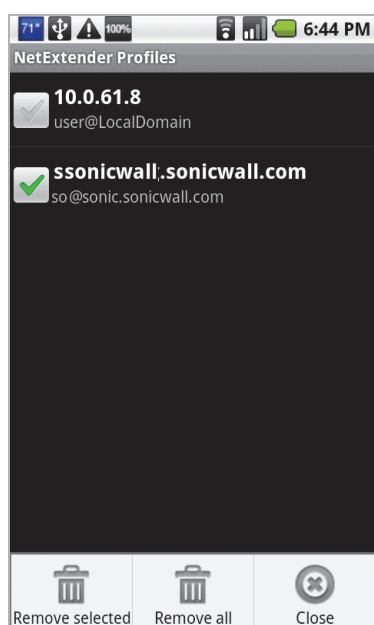 71° 100% 6:44 PM
NetExtender Profiles
10.0.61.8
user@LocalDomain
ssonicwall.sonicwall.com
so@sonic.sonicwall.com
Remove selected Remove all Close